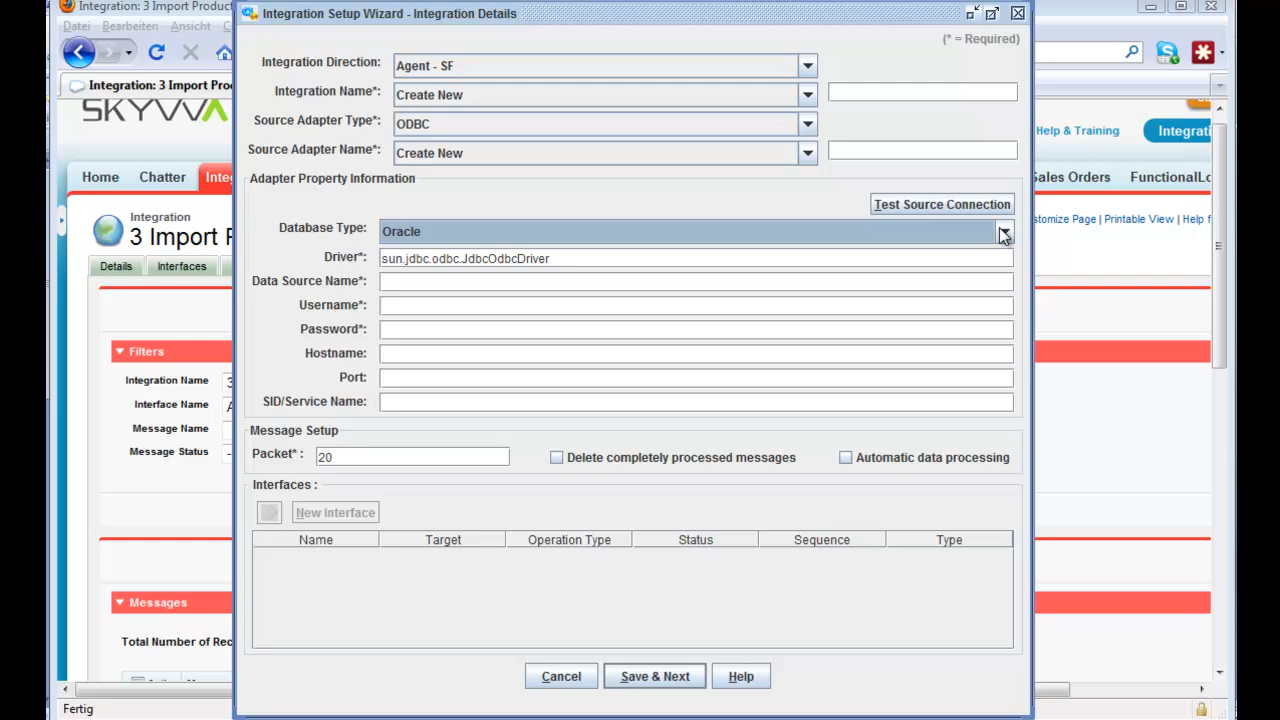 Integration: 3 Import Product
Integration Setup Wizard - Integration Details
Datei Bearbeiten Ansicht
(* = Required)
Integration Direction: Agent - SF
Integration Name*: Create New
Source Adapter Type*: ODBC
Source Adapter Name*: Create New
Adapter Property Information
Test Source Connection
Database Type: Oracle
Driver*: sun.jdbc.odbc.JdbcOdbcDriver
Data Source Name*:
Username*:
Password*:
Hostname:
Port:
SID/Service Name:
Message Setup
Packet* : 20
Delete completely processed messages
Automatic data processing
Interfaces :
New Interface
Name Target Operation Type Status Sequence Type
Cancel Save & Next Help
Integration: 3 Import Pro
SKYVVA
Help & Training
Integrati
Home Chatter Inte
Sales Orders FunctionalLo
Integration
3 Import P
stomize Page | Printable View | Help f
Details Interfaces
Filters
Integration Name 3
Interface Name A
Message Name
Message Status --
Messages
Total Number of Rec
Fertig